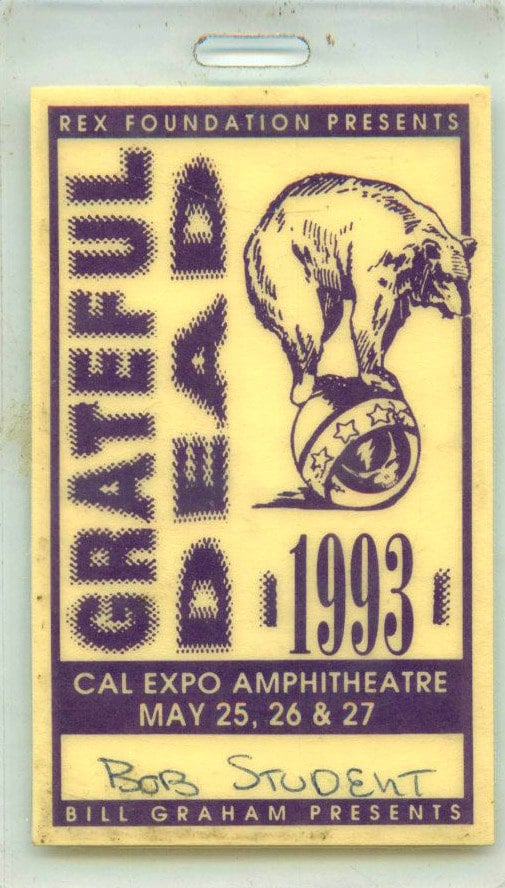 REX FOUNDATION PRESENTS
GRATEFUL
DEAD
1993
CAL EXPO AMPHITHEATRE
MAY 25, 26 & 27
BOB STUDENT
BILL GRAHAM PRESENTS